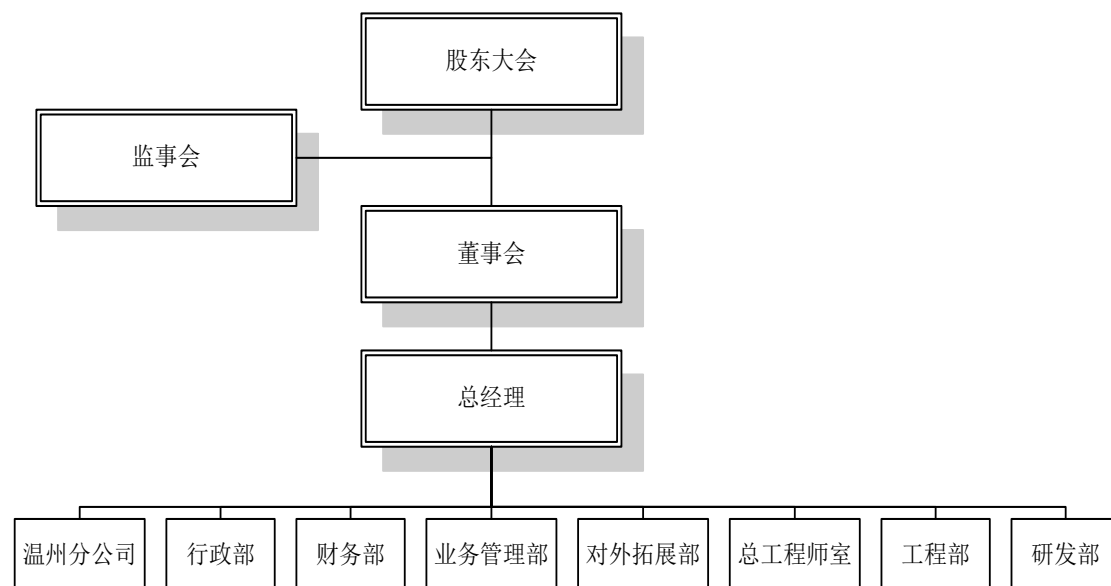 股东大会
监事会
董事会
总经理
温州分公司
行政部
财务部
业务管理部
对外拓展部
总工程师室
工程部
研发部